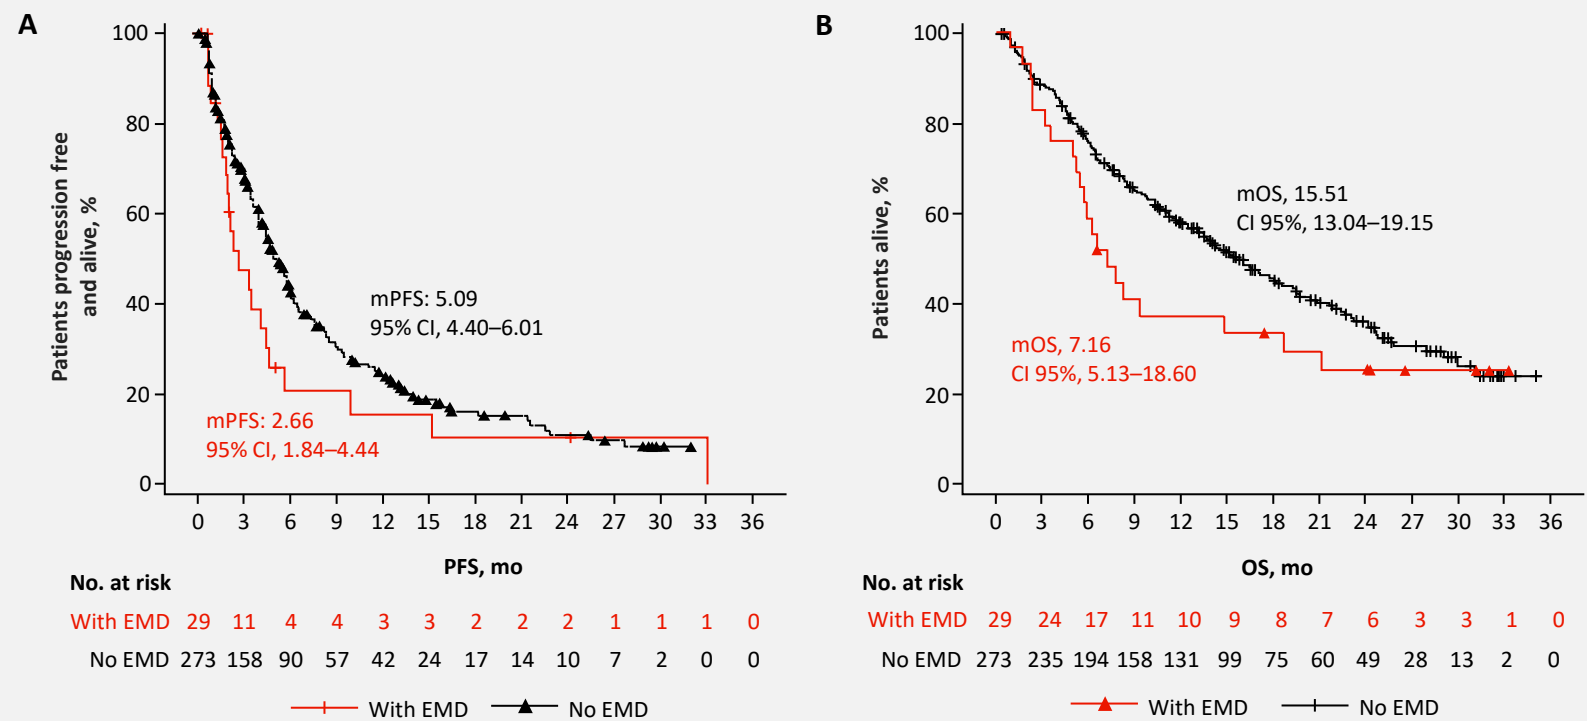 A
Patients progression free
and alive, %
100
80
60
40
20
0
mPFS: 5.09
95% CI, 4.40–6.01
mPFS: 2.66
95% CI, 1.84–4.44
0 3 6 9 12 15 18 21 24 27 30 33 36
PFS, mo
No. at risk
With EMD 29 11 4 4 3 3 2 2 2 1 1 1 0
No EMD 273 158 90 57 42 24 17 14 10 7 2 0 0
With EMD No EMD
B
Patients alive, %
100
80
60
40
20
0
mOS, 15.51
CI 95%, 13.04–19.15
mOS, 7.16
CI 95%, 5.13–18.60
0 3 6 9 12 15 18 21 24 27 30 33 36
OS, mo
No. at risk
With EMD 29 24 17 11 10 9 8 7 6 3 3 1 0
No EMD 273 235 194 158 131 99 75 60 49 28 13 2 0
With EMD No EMD